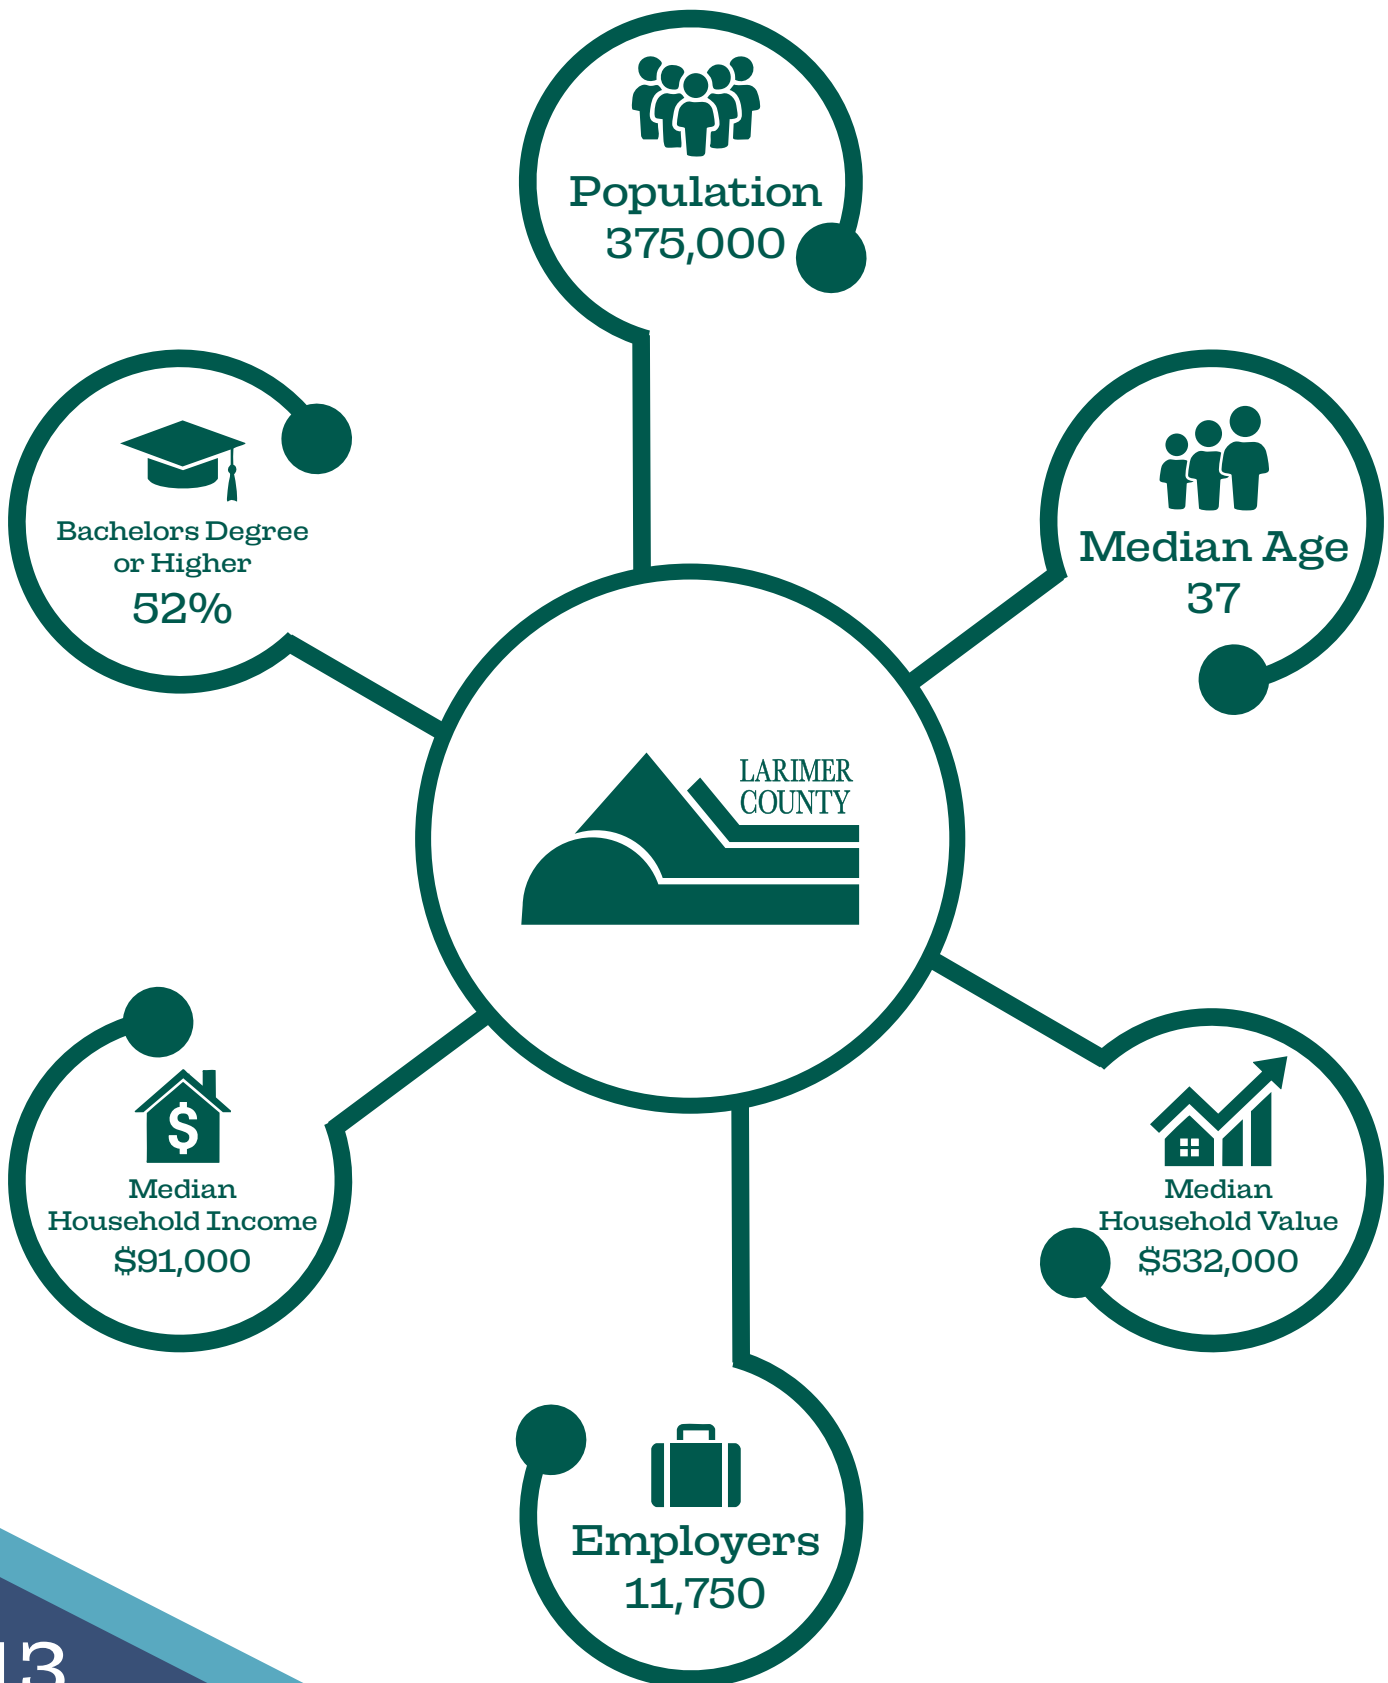 Population
375,000
Bachelors Degree
or Higher
52%
Median Age
37
LARIMER
COUNTY
$
Median
Household Income
$91,000
Median
Household Value
$532,000
Employers
11,750
13